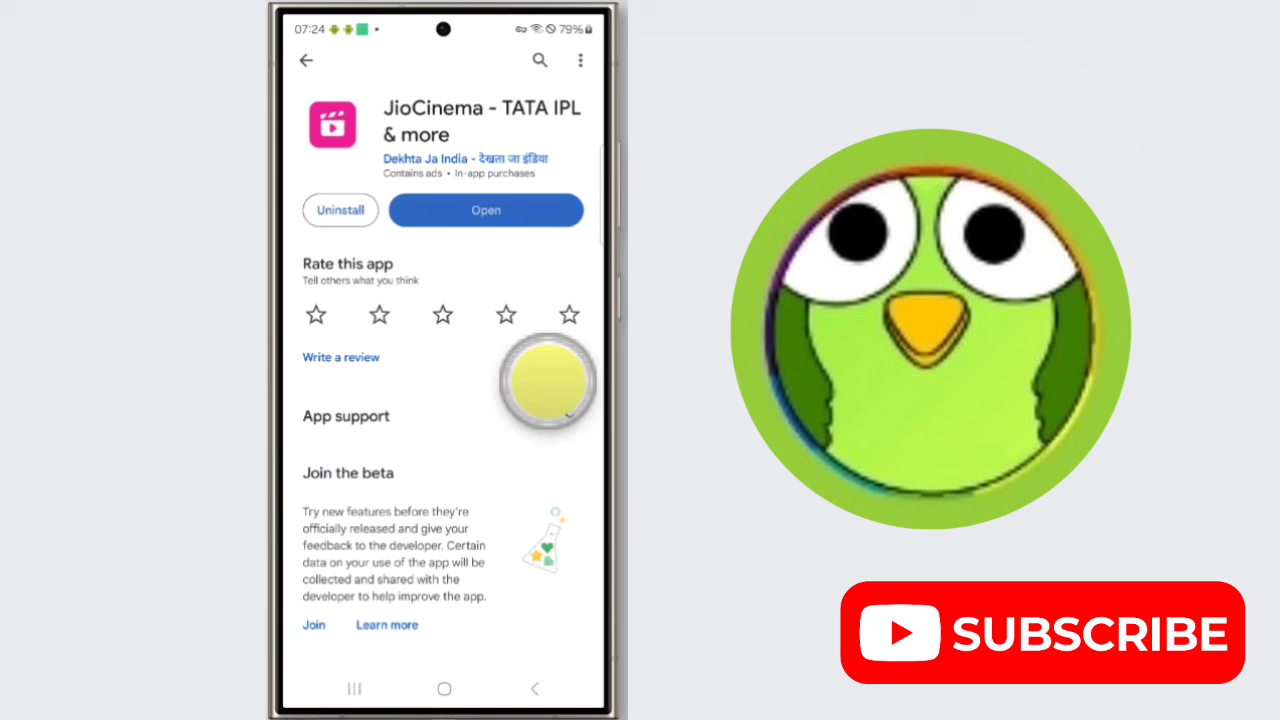 07:24
79%
JioCinema - TATA IPL
& more
Dekhta Ja India - देखता जा इंडिया
Contains ads • In-app purchases
Uninstall
Open
Rate this app
Tell others what you think
Write a review
App support
Join the beta
Try new features before they're
officially released and give your
feedback to the developer. Certain
data on your use of the app will be
collected and shared with the
developer to help improve the app.
Join
Learn more
SUBSCRIBE